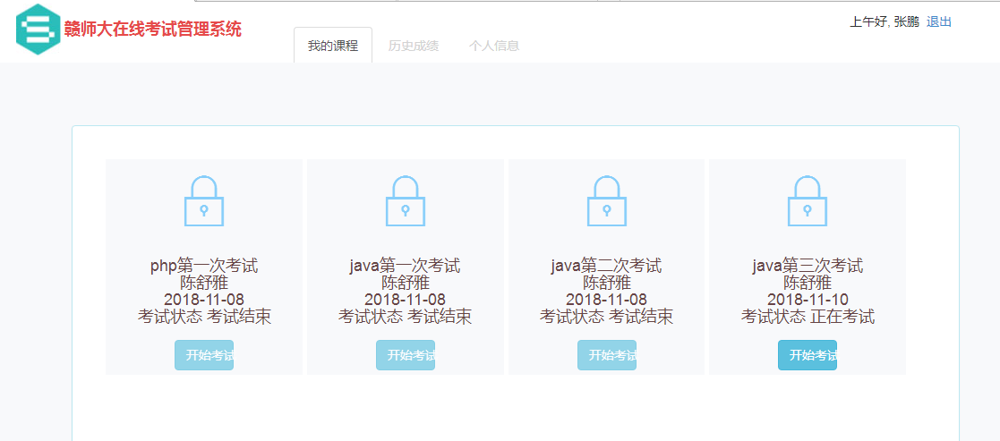 赣师大在线考试管理系统
我的课程 历史成绩 个人信息
上午好, 张鹏 退出
php第一次考试
陈舒雅
2018-11-08
考试状态 考试结束
开始考试
java第一次考试
陈舒雅
2018-11-08
考试状态 考试结束
开始考试
java第二次考试
陈舒雅
2018-11-08
考试状态 考试结束
开始考试
java第三次考试
陈舒雅
2018-11-10
考试状态 正在考试
开始考试